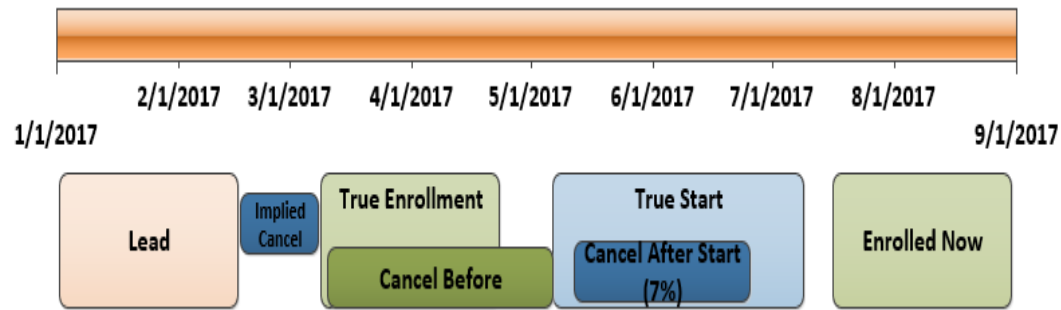 2/1/2017 3/1/2017 4/1/2017 5/1/2017 6/1/2017 7/1/2017 8/1/2017
1/1/2017 9/1/2017
Lead
Implied
Cancel
True Enrollment
Cancel Before
True Start
Cancel After Start
(7%)
Enrolled Now